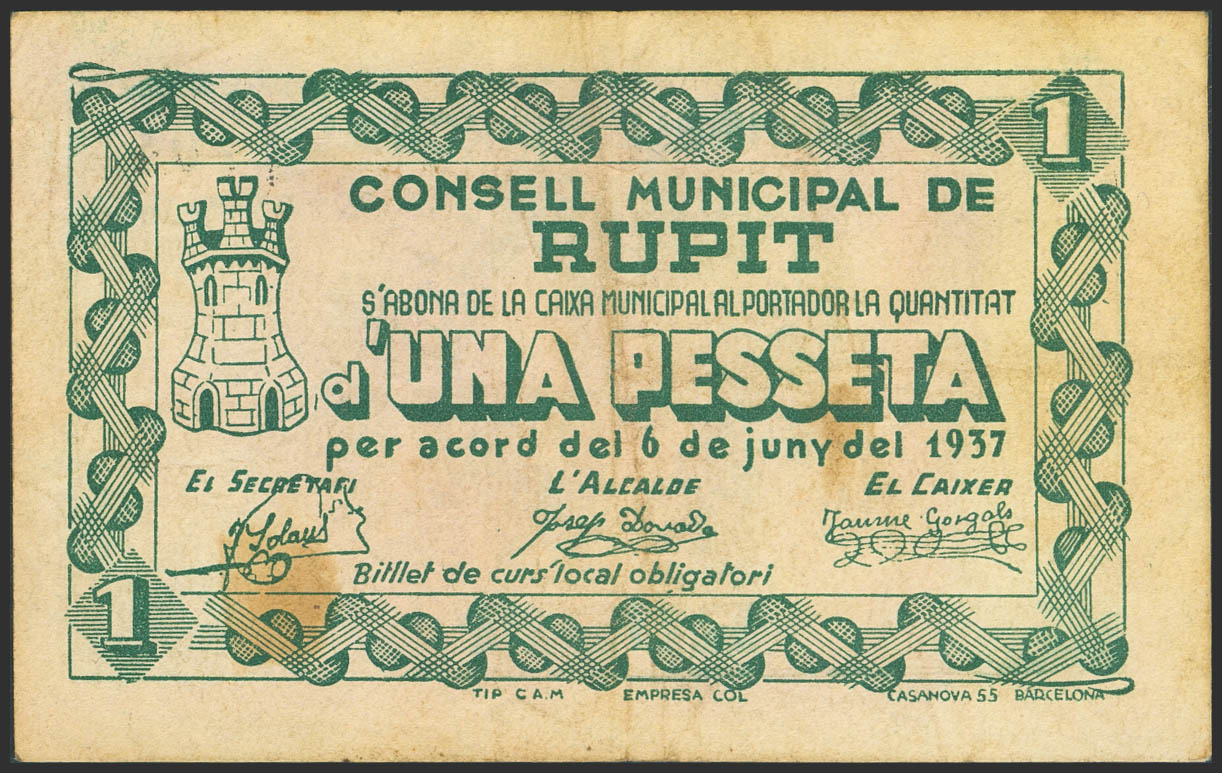 1
CONSELL MUNICIPAL DE
RUPIT
S'ABONA DE LA CAIXA MUNICIPAL AL PORTADOR LA QUANTITAT
d'UNA PESSETA
per acord del 6 de juny del 1937
El SECRETARI L'ALCALDE EL CAIXER
Josep Jaume Gorgals
Bitllet de curs local obligatori
1
TIP C A.M EMPRESA COL CASANOVA 55 BARCELONA